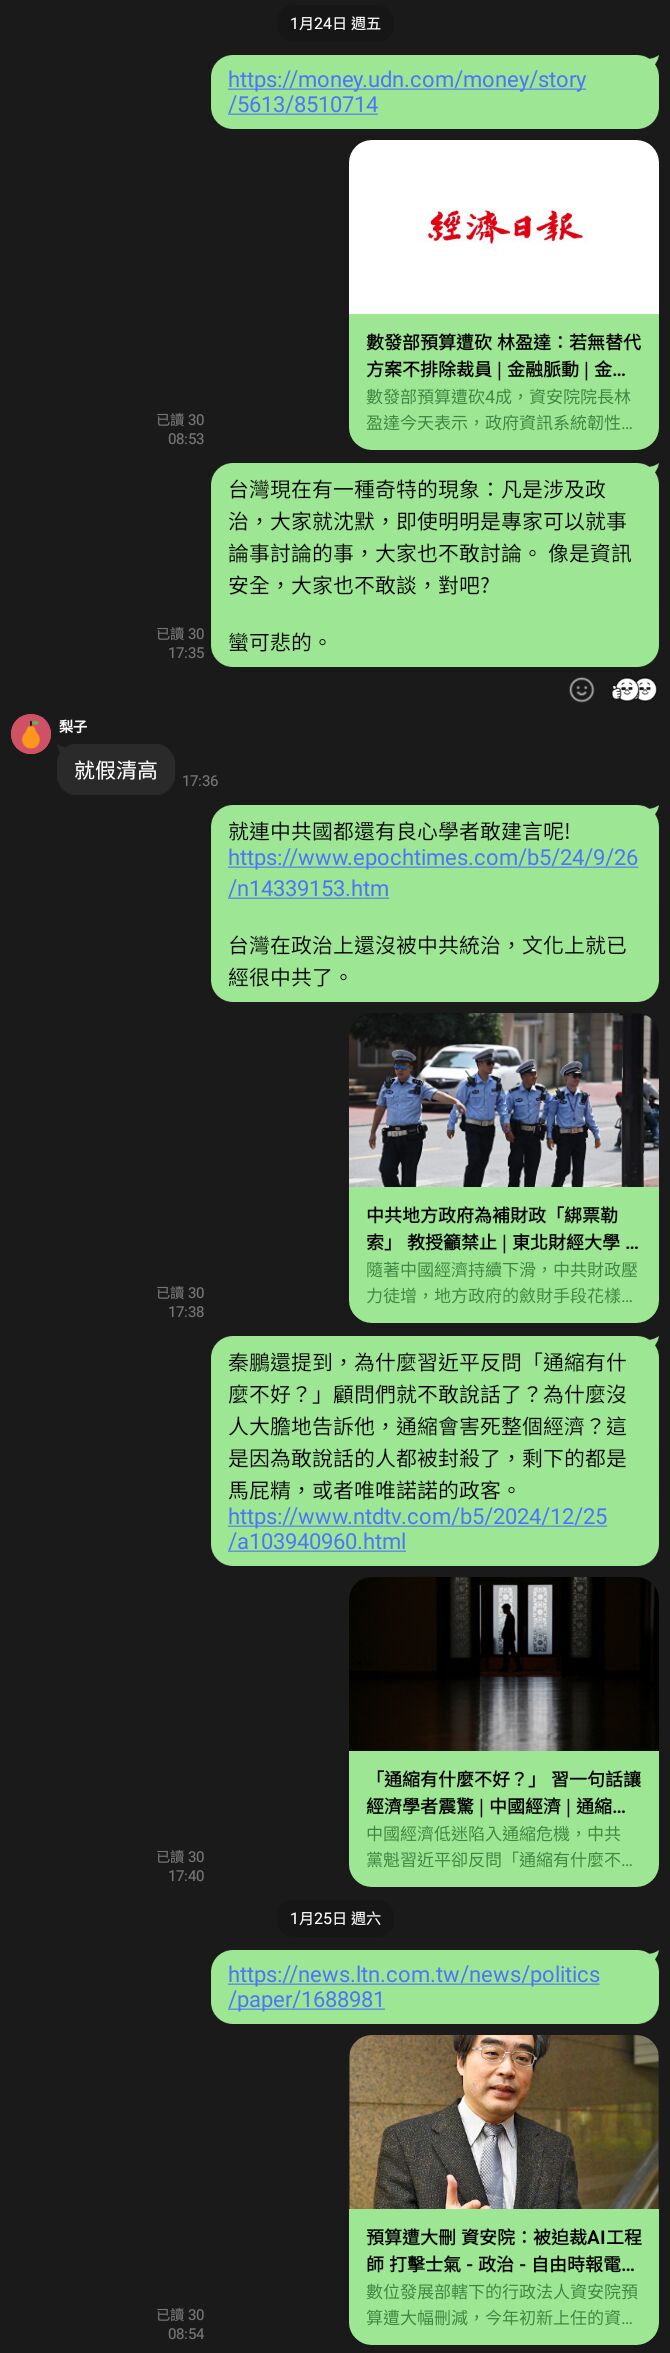 1月24日 週五
https://money.udn.com/money/story
/5613/8510714
經濟日報
數發部預算遭砍 林盈達：若無替代
方案不排除裁員 | 金融脈動 | 金...
數發部預算遭砍4成，資安院院長林
盈達今天表示，政府資訊系統韌性...
已讀 30
08:53
台灣現在有一種奇特的現象：凡是涉及政
治，大家就沈默，即使明明是專家可以就事
論事討論的事，大家也不敢討論。 像是資訊
安全，大家也不敢談，對吧?
蠻可悲的。
已讀 30
17:35
梨子
就假清高
17:36
就連中共國都還有良心學者敢建言呢!
https://www.epochtimes.com/b5/24/9/26
/n14339153.htm
台灣在政治上還沒被中共統治，文化上就已
經很中共了。
中共地方政府為補財政「綁票勒
索」 教授籲禁止 | 東北財經大學 ...
隨著中國經濟持續下滑，中共財政壓
力徒增，地方政府的斂財手段花樣...
已讀 30
17:38
秦鵬還提到，為什麼習近平反問「通縮有什
麼不好？」顧問們就不敢說話了？為什麼沒
人大膽地告訴他，通縮會害死整個經濟？這
是因為敢說話的人都被封殺了，剩下的都是
馬屁精，或者唯唯諾諾的政客。
https://www.ntdtv.com/b5/2024/12/25
/a103940960.html
「通縮有什麼不好？」 習一句話讓
經濟學者震驚 | 中國經濟 | 通縮...
中國經濟低迷陷入通縮危機，中共
黨魁習近平卻反問「通縮有什麼不...
已讀 30
17:40
1月25日 週六
https://news.ltn.com.tw/news/politics
/paper/1688981
預算遭大刪 資安院：被迫裁AI工程
師 打擊士氣 - 政治 - 自由時報電...
數位發展部轄下的行政法人資安院預
算遭大幅刪減，今年初新上任的資...
已讀 30
08:54